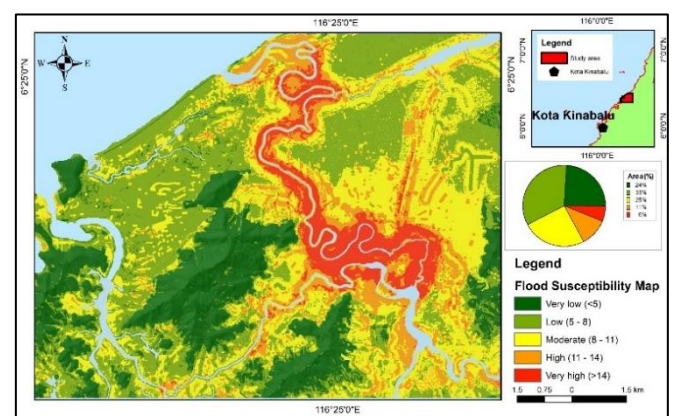 116°25'0"E
6°25'0"N
N
W E
S
6°25'0"N
116°25'0"E
116°0'0"E
Legend
Study area
Kota Kinabalu
Kota Kinabalu
7°0'0"N
6°0'0"N
116°0'0"E
Area(%)
24%
33%
11%
6%
Legend
Flood Susceptibility Map
Very low (<5)
Low (5 - 8)
Moderate (8 - 11)
High (11 - 14)
Very high (>14)
1.5 0.75 0 1.5 km